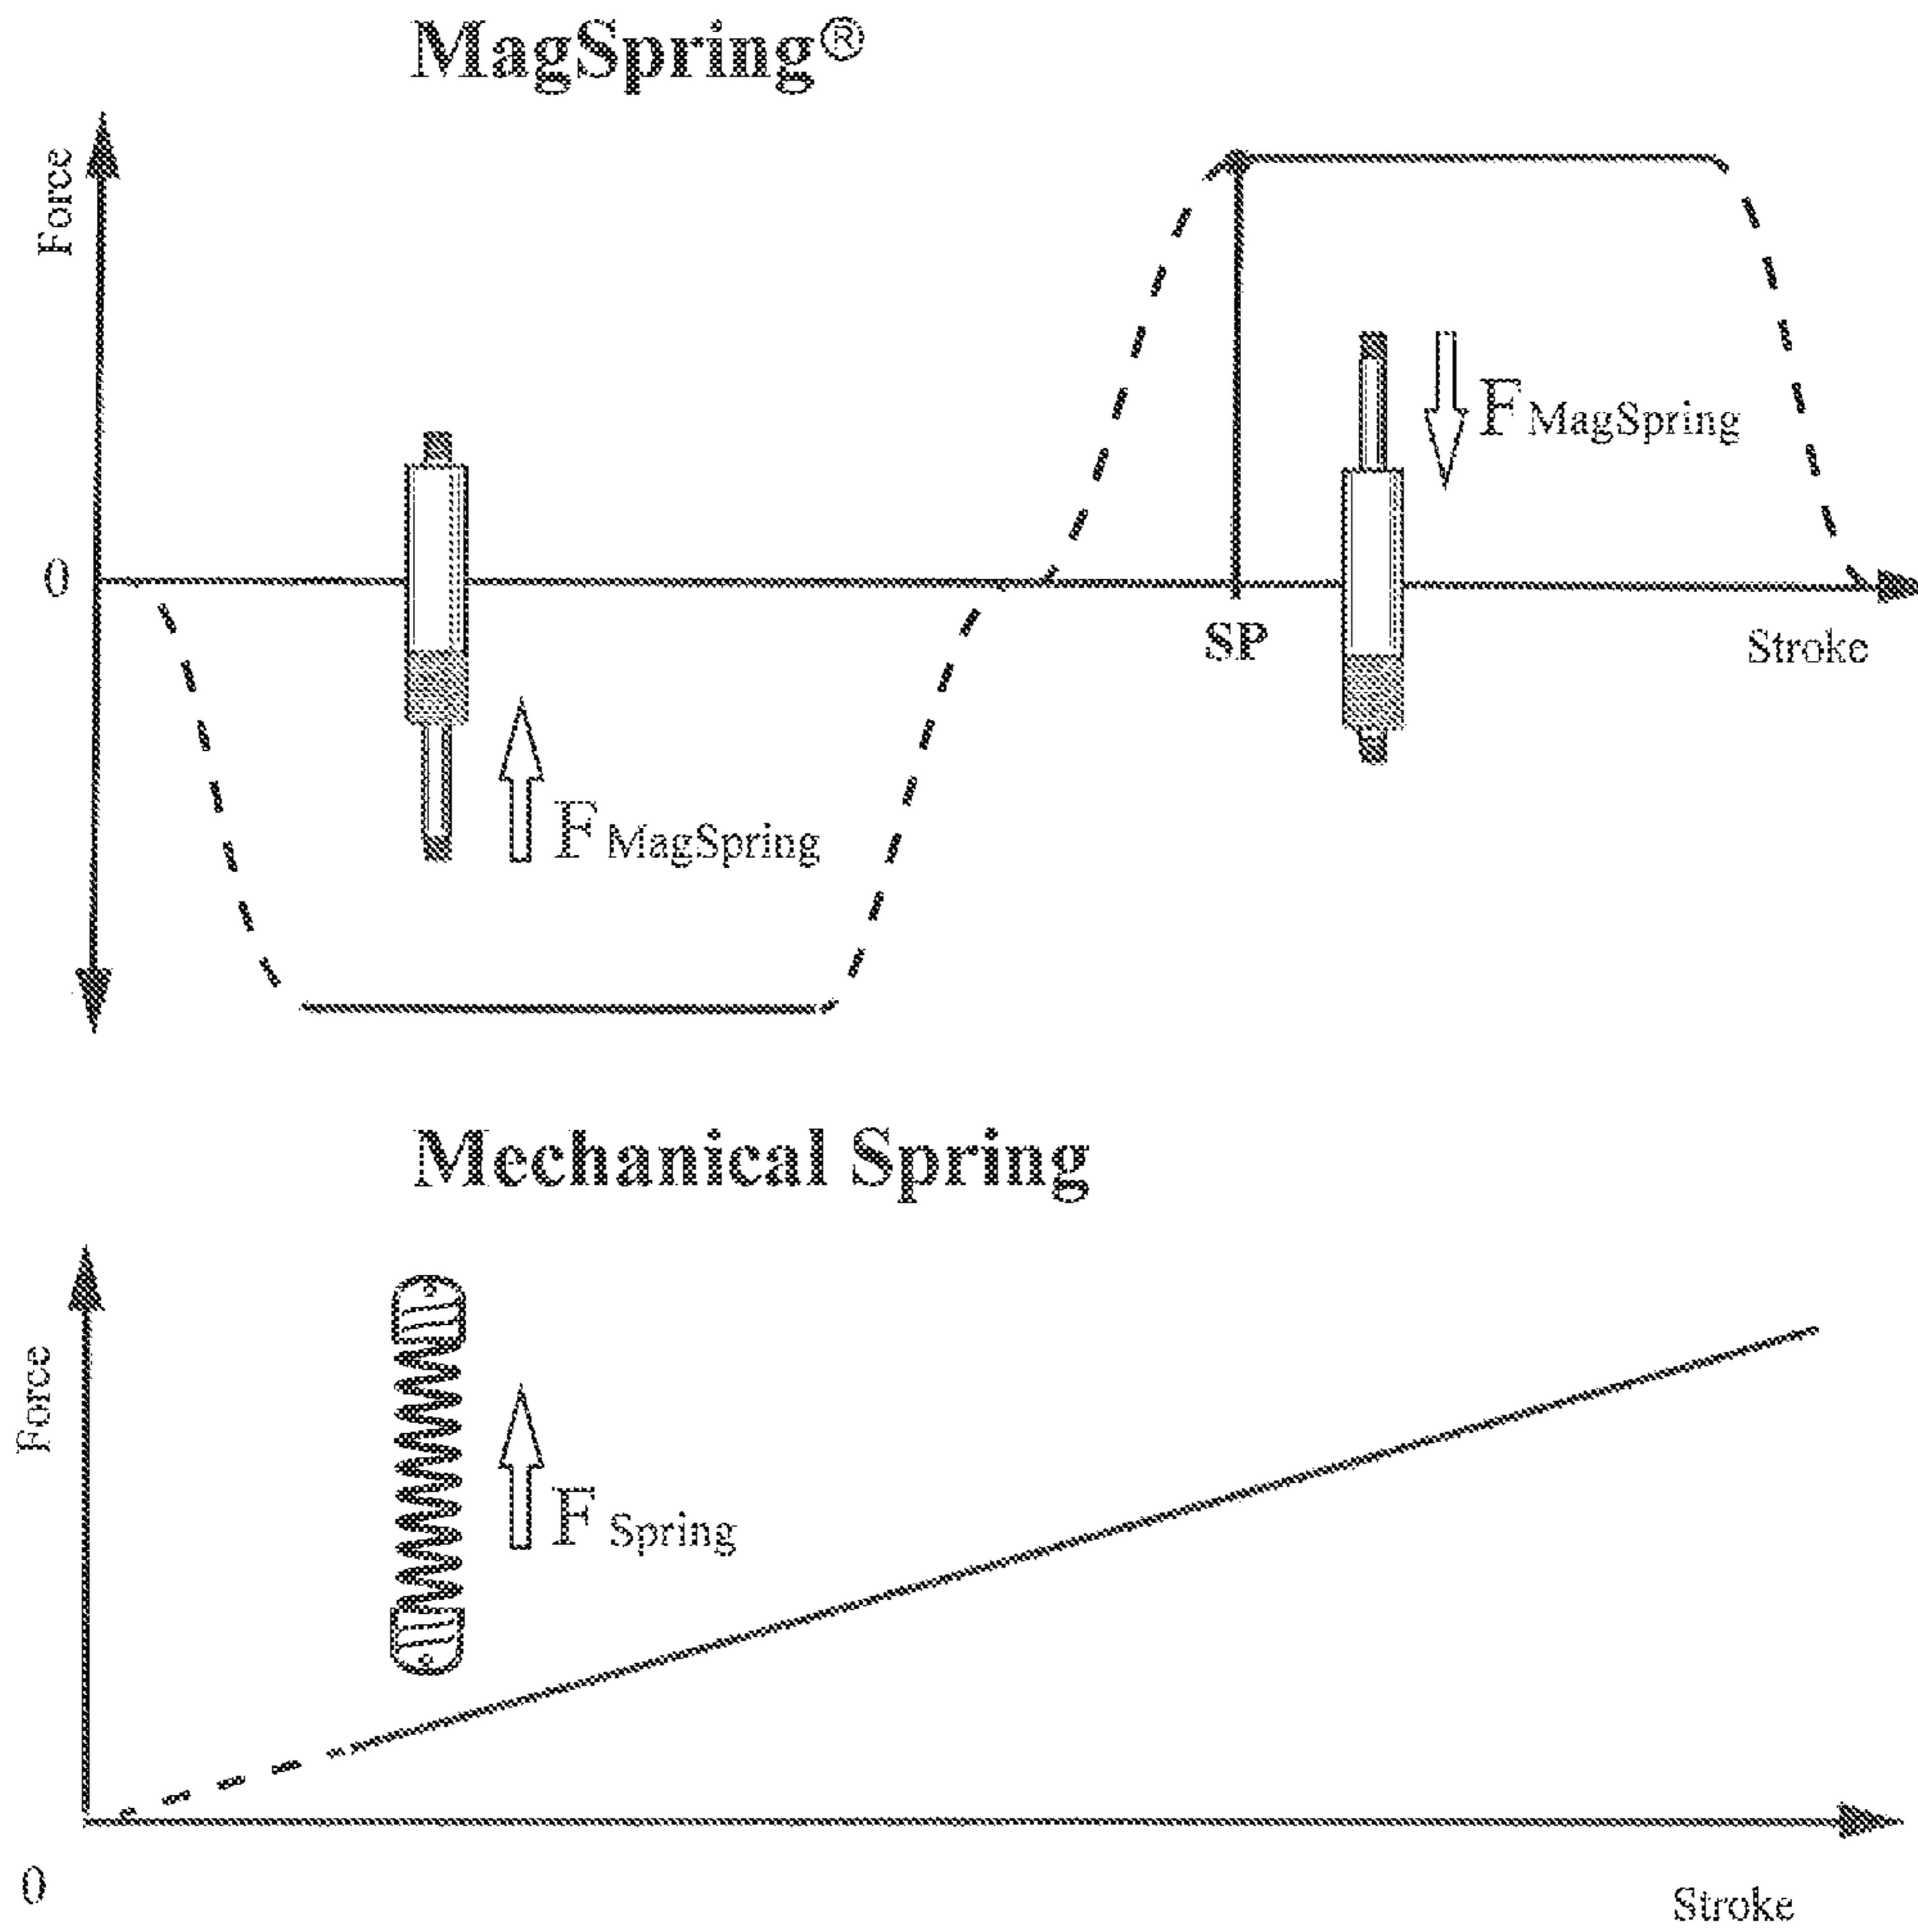 MagSpring®
Force
F MagSpring
0
SP
Stroke
F MagSpring
Mechanical Spring
Force
F Spring
0
Stroke